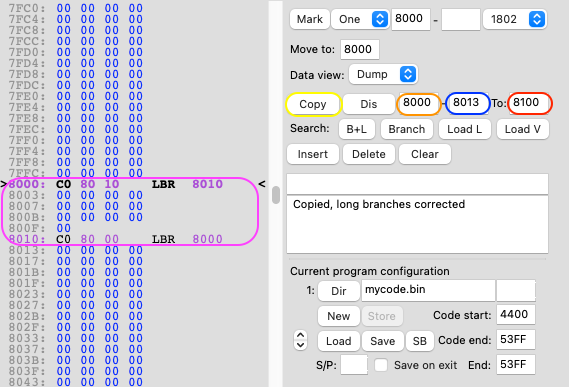 7FC0: 00 00 00 00
7FC4: 00 00 00 00
7FC8: 00 00 00 00
7FCC: 00 00 00 00
7FD0: 00 00 00 00
7FD4: 00 00 00 00
7FD8: 00 00 00 00
7FDC: 00 00 00 00
7FE0: 00 00 00 00
7FE4: 00 00 00 00
7FE8: 00 00 00 00
7FEC: 00 00 00 00
7FF0: 00 00 00 00
7FF4: 00 00 00 00
7FF8: 00 00 00 00
7FFC: 00 00 00 00
>8000: C0 80 10 LBR 8010 <
8003: 00 00 00 00
8007: 00 00 00 00
800B: 00 00 00 00
800F: 00
8010: C0 80 00 LBR 8000
8013: 00 00 00 00
8017: 00 00 00 00
801B: 00 00 00 00
801F: 00 00 00 00
8023: 00 00 00 00
8027: 00 00 00 00
802B: 00 00 00 00
802F: 00 00 00 00
8033: 00 00 00 00
8037: 00 00 00 00
803B: 00 00 00 00
803F: 00 00 00 00
8043: 00 00 00 00
Mark One 8000 - 1802
Move to: 8000
Data view: Dump
Copy Dis 8000 - 8013 To: 8100
Search: B+L Branch Load L Load V
Insert Delete Clear
Copied, long branches corrected
Current program configuration
1: Dir mycode.bin
New Store Code start: 4400
Load Save SB Code end: 53FF
S/P: Save on exit End: 53FF